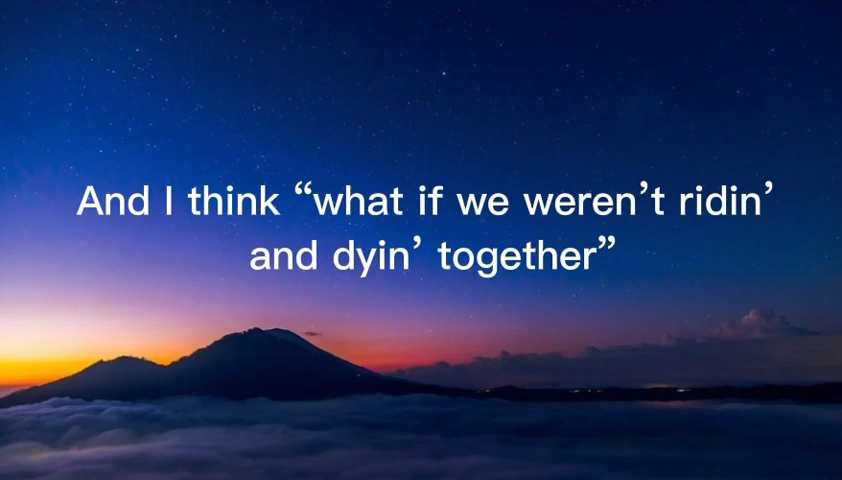 And I think “what if we weren’t ridin’
and dyin’ together”